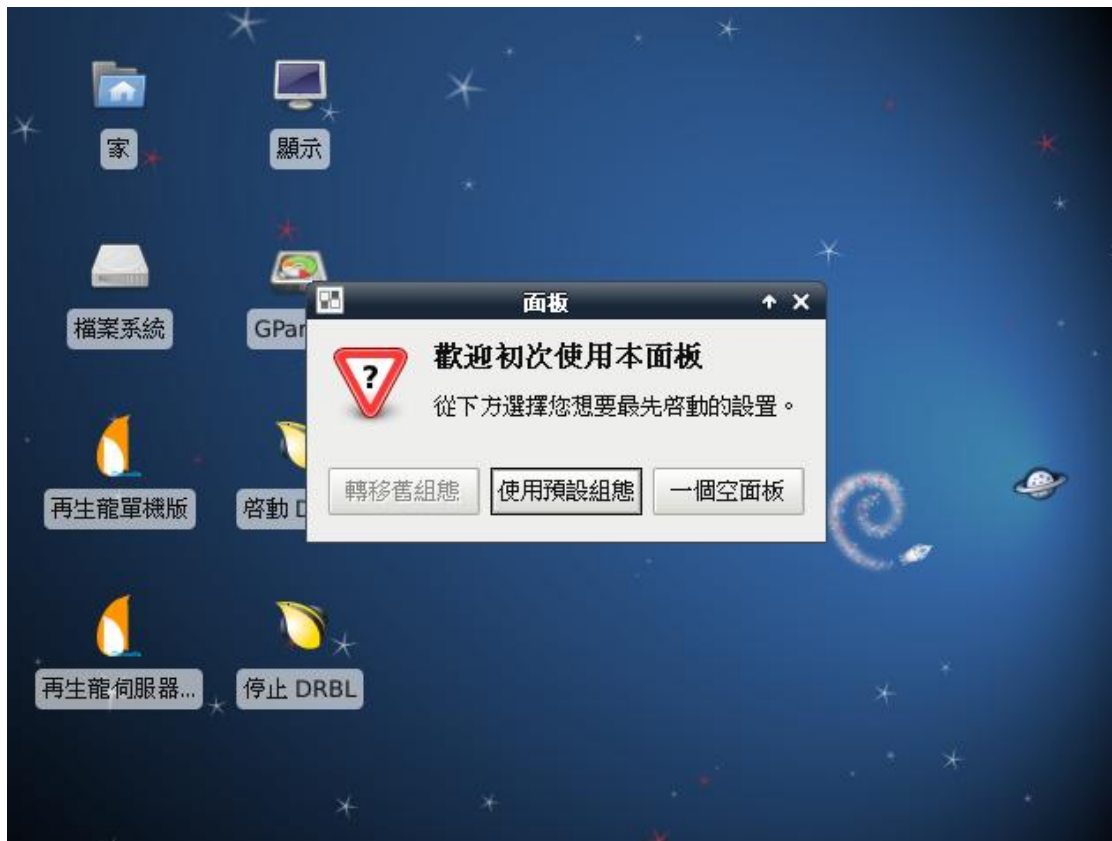 家
顯示
檔案系統
GPar
面板
歡迎初次使用本面板
從下方選擇您想要最先啓動的設置。
轉移舊組態
使用預設組態
一個空面板
再生龍單機版
啓動 D
再生龍伺服器...
停止 DRBL